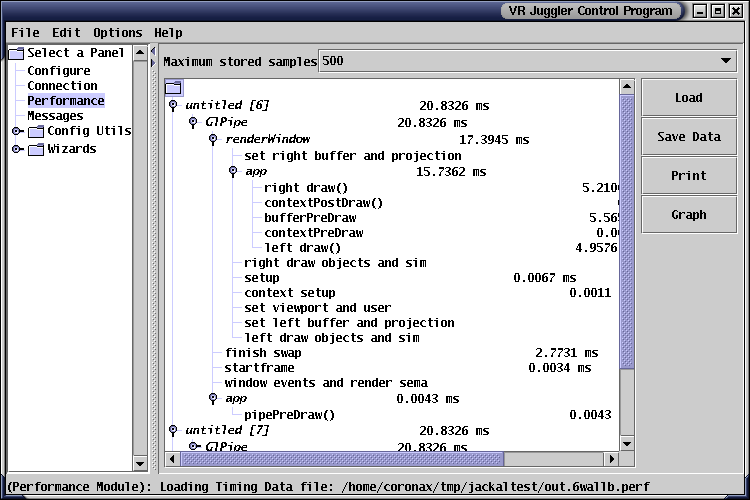 VR Juggler Control Program
File Edit Options Help
Select a Panel
Configure
Connection
Performance
Messages
Config Utils
Wizards
Maximum stored samples 500
untitled [6] 20.8326 ms
GlPipe 20.8326 ms
renderWindow 17.3945 ms
set right buffer and projection
app 15.7362 ms
right draw() 5.210
contextPostDraw()
bufferPreDraw 5.56
contextPreDraw 0.0
left draw() 4.9576
right draw objects and sim
setup 0.0067 ms
context setup 0.0011
set viewport and user
set left buffer and projection
left draw objects and sim
finish swap 2.7731 ms
startframe 0.0034 ms
window events and render sema
app 0.0043 ms
pipePreDraw() 0.0043
untitled [7] 20.8326 ms
GlPipe 20.8326 ms
Load
Save Data
Print
Graph
(Performance Module): Loading Timing Data file: /home/coronax/tmp/jackaltest/out.6wallb.perf